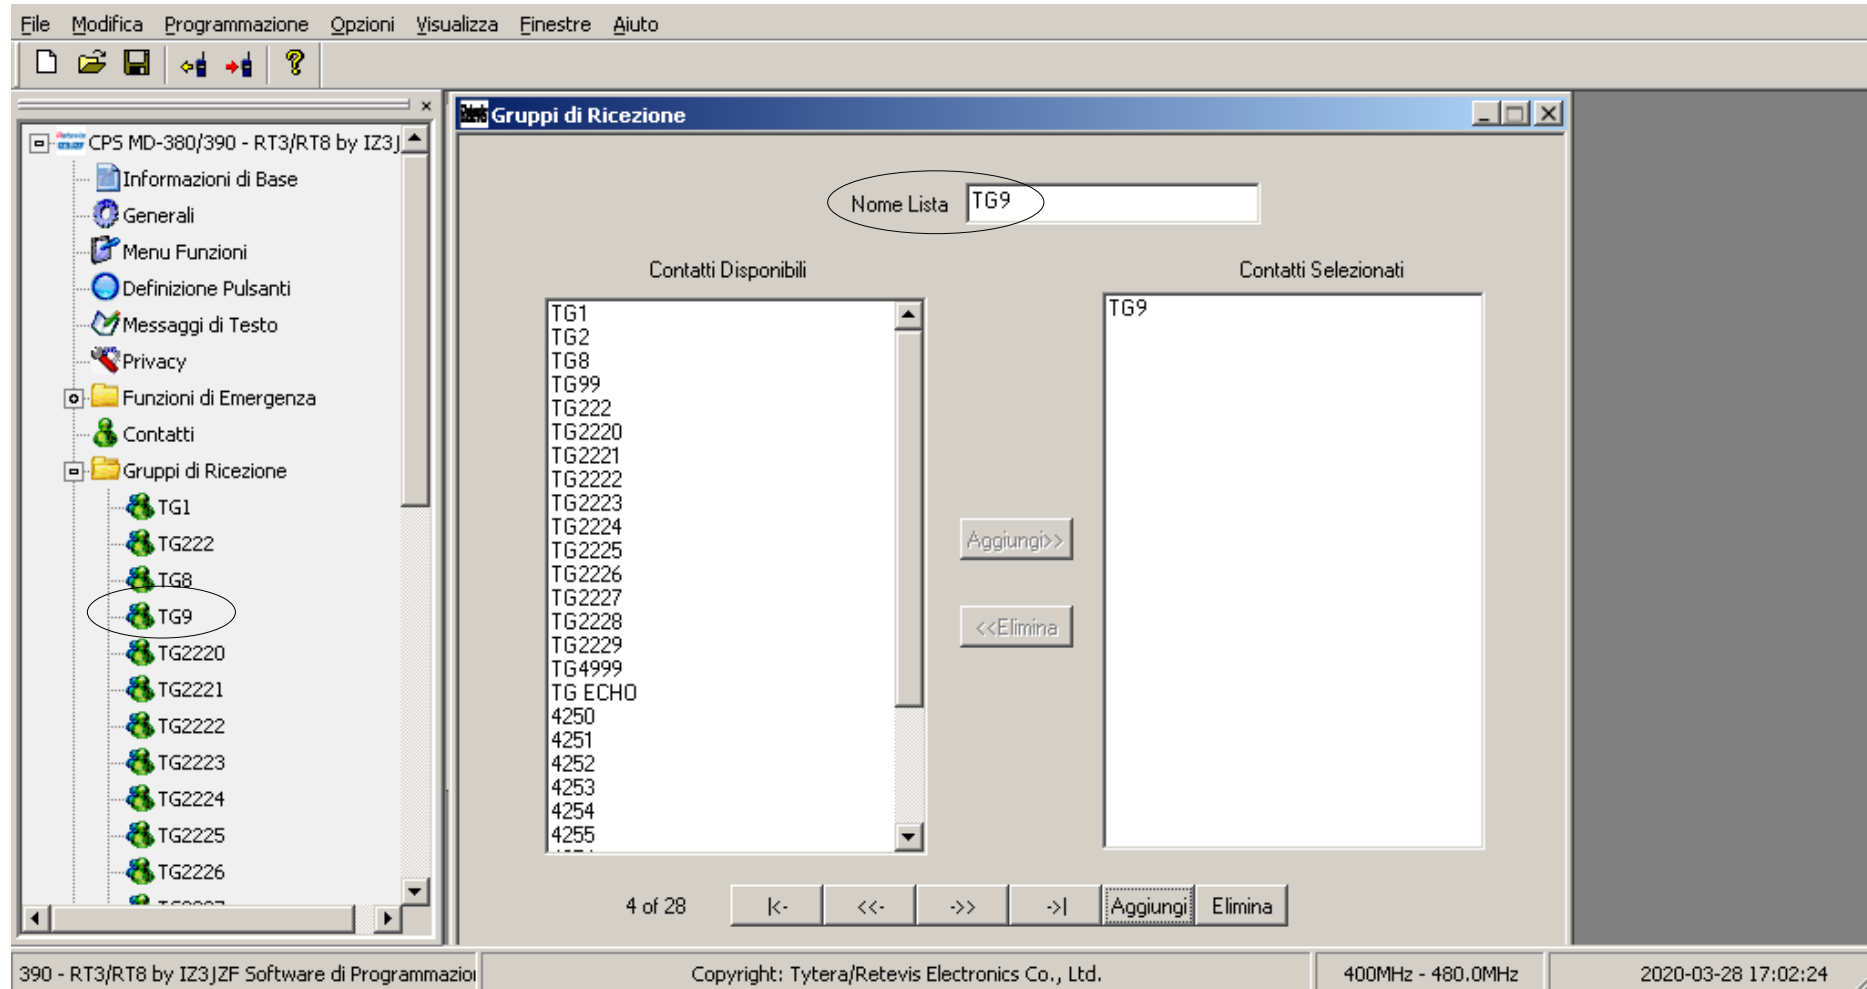 File Modifica Programmazione Opzioni Visualizza Finestre Aiuto
CPS MD-380/390 - RT3/RT8 by IZ3J
Informazioni di Base
Generali
Menu Funzioni
Definizione Pulsanti
Messaggi di Testo
Privacy
Funzioni di Emergenza
Contatti
Gruppi di Ricezione
TG1
TG222
TG8
TG9
TG2220
TG2221
TG2222
TG2223
TG2224
TG2225
TG2226
Gruppi di Ricezione
Nome Lista TG9
Contatti Disponibili
TG1
TG2
TG8
TG99
TG222
TG2220
TG2221
TG2222
TG2223
TG2224
TG2225
TG2226
TG2227
TG2228
TG2229
TG4999
TG ECHO
4250
4251
4252
4253
4254
4255
Aggiungi>>
<<Elimina
Contatti Selezionati
TG9
4 of 28 |<- <<- ->> ->| Aggiungi Elimina
390 - RT3/RT8 by IZ3JZF Software di Programmazion Copyright: Tytera/Retevis Electronics Co., Ltd. 400MHz - 480.0MHz 2020-03-28 17:02:24